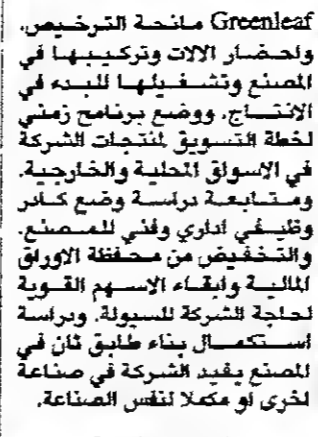 Greenleaf مانحة الترخيص،
واحضار الالات وتركيبها في
المصنع وتشغيلها للبدء في
الانتاج، ووضع برنامج زمني
لخطة التسويق لمنتجات الشركة
في الاسواق المحلية والخارجية،
ومتابعة دراسة وضع كادر
وظيفي اداري وفني للمصنع،
والتخفيض من محفظة الاوراق
المالية وابقاء الاسهم القوية
لحاجة الشركة للسيولة، ودراسة
استكمال بناء طابق ثان في
المصنع يفيد الشركة في صناعة
اخرى او مكملا لنفس الصناعة.